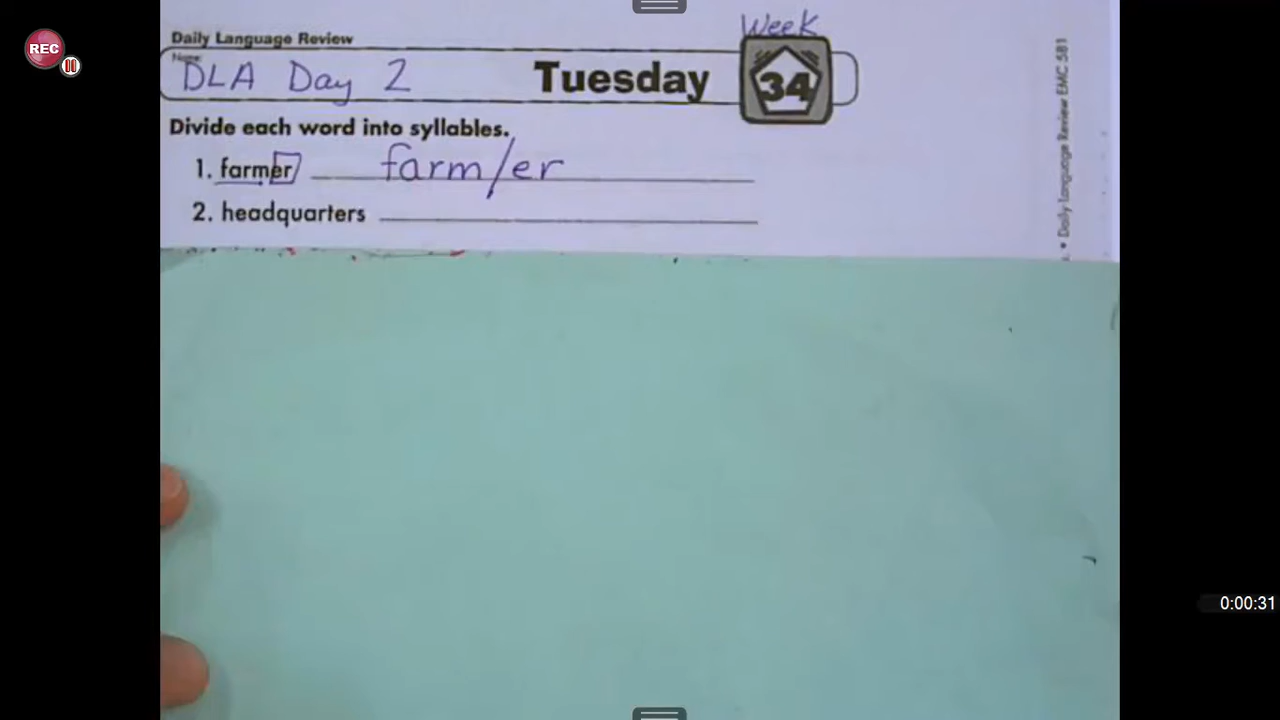 REC
Week
Daily Language Review
Name
DLA Day 2 Tuesday 34
Divide each word into syllables.
1. farmer farm/er
2. headquarters
• Daily Language Review EMC 581
0:00:31